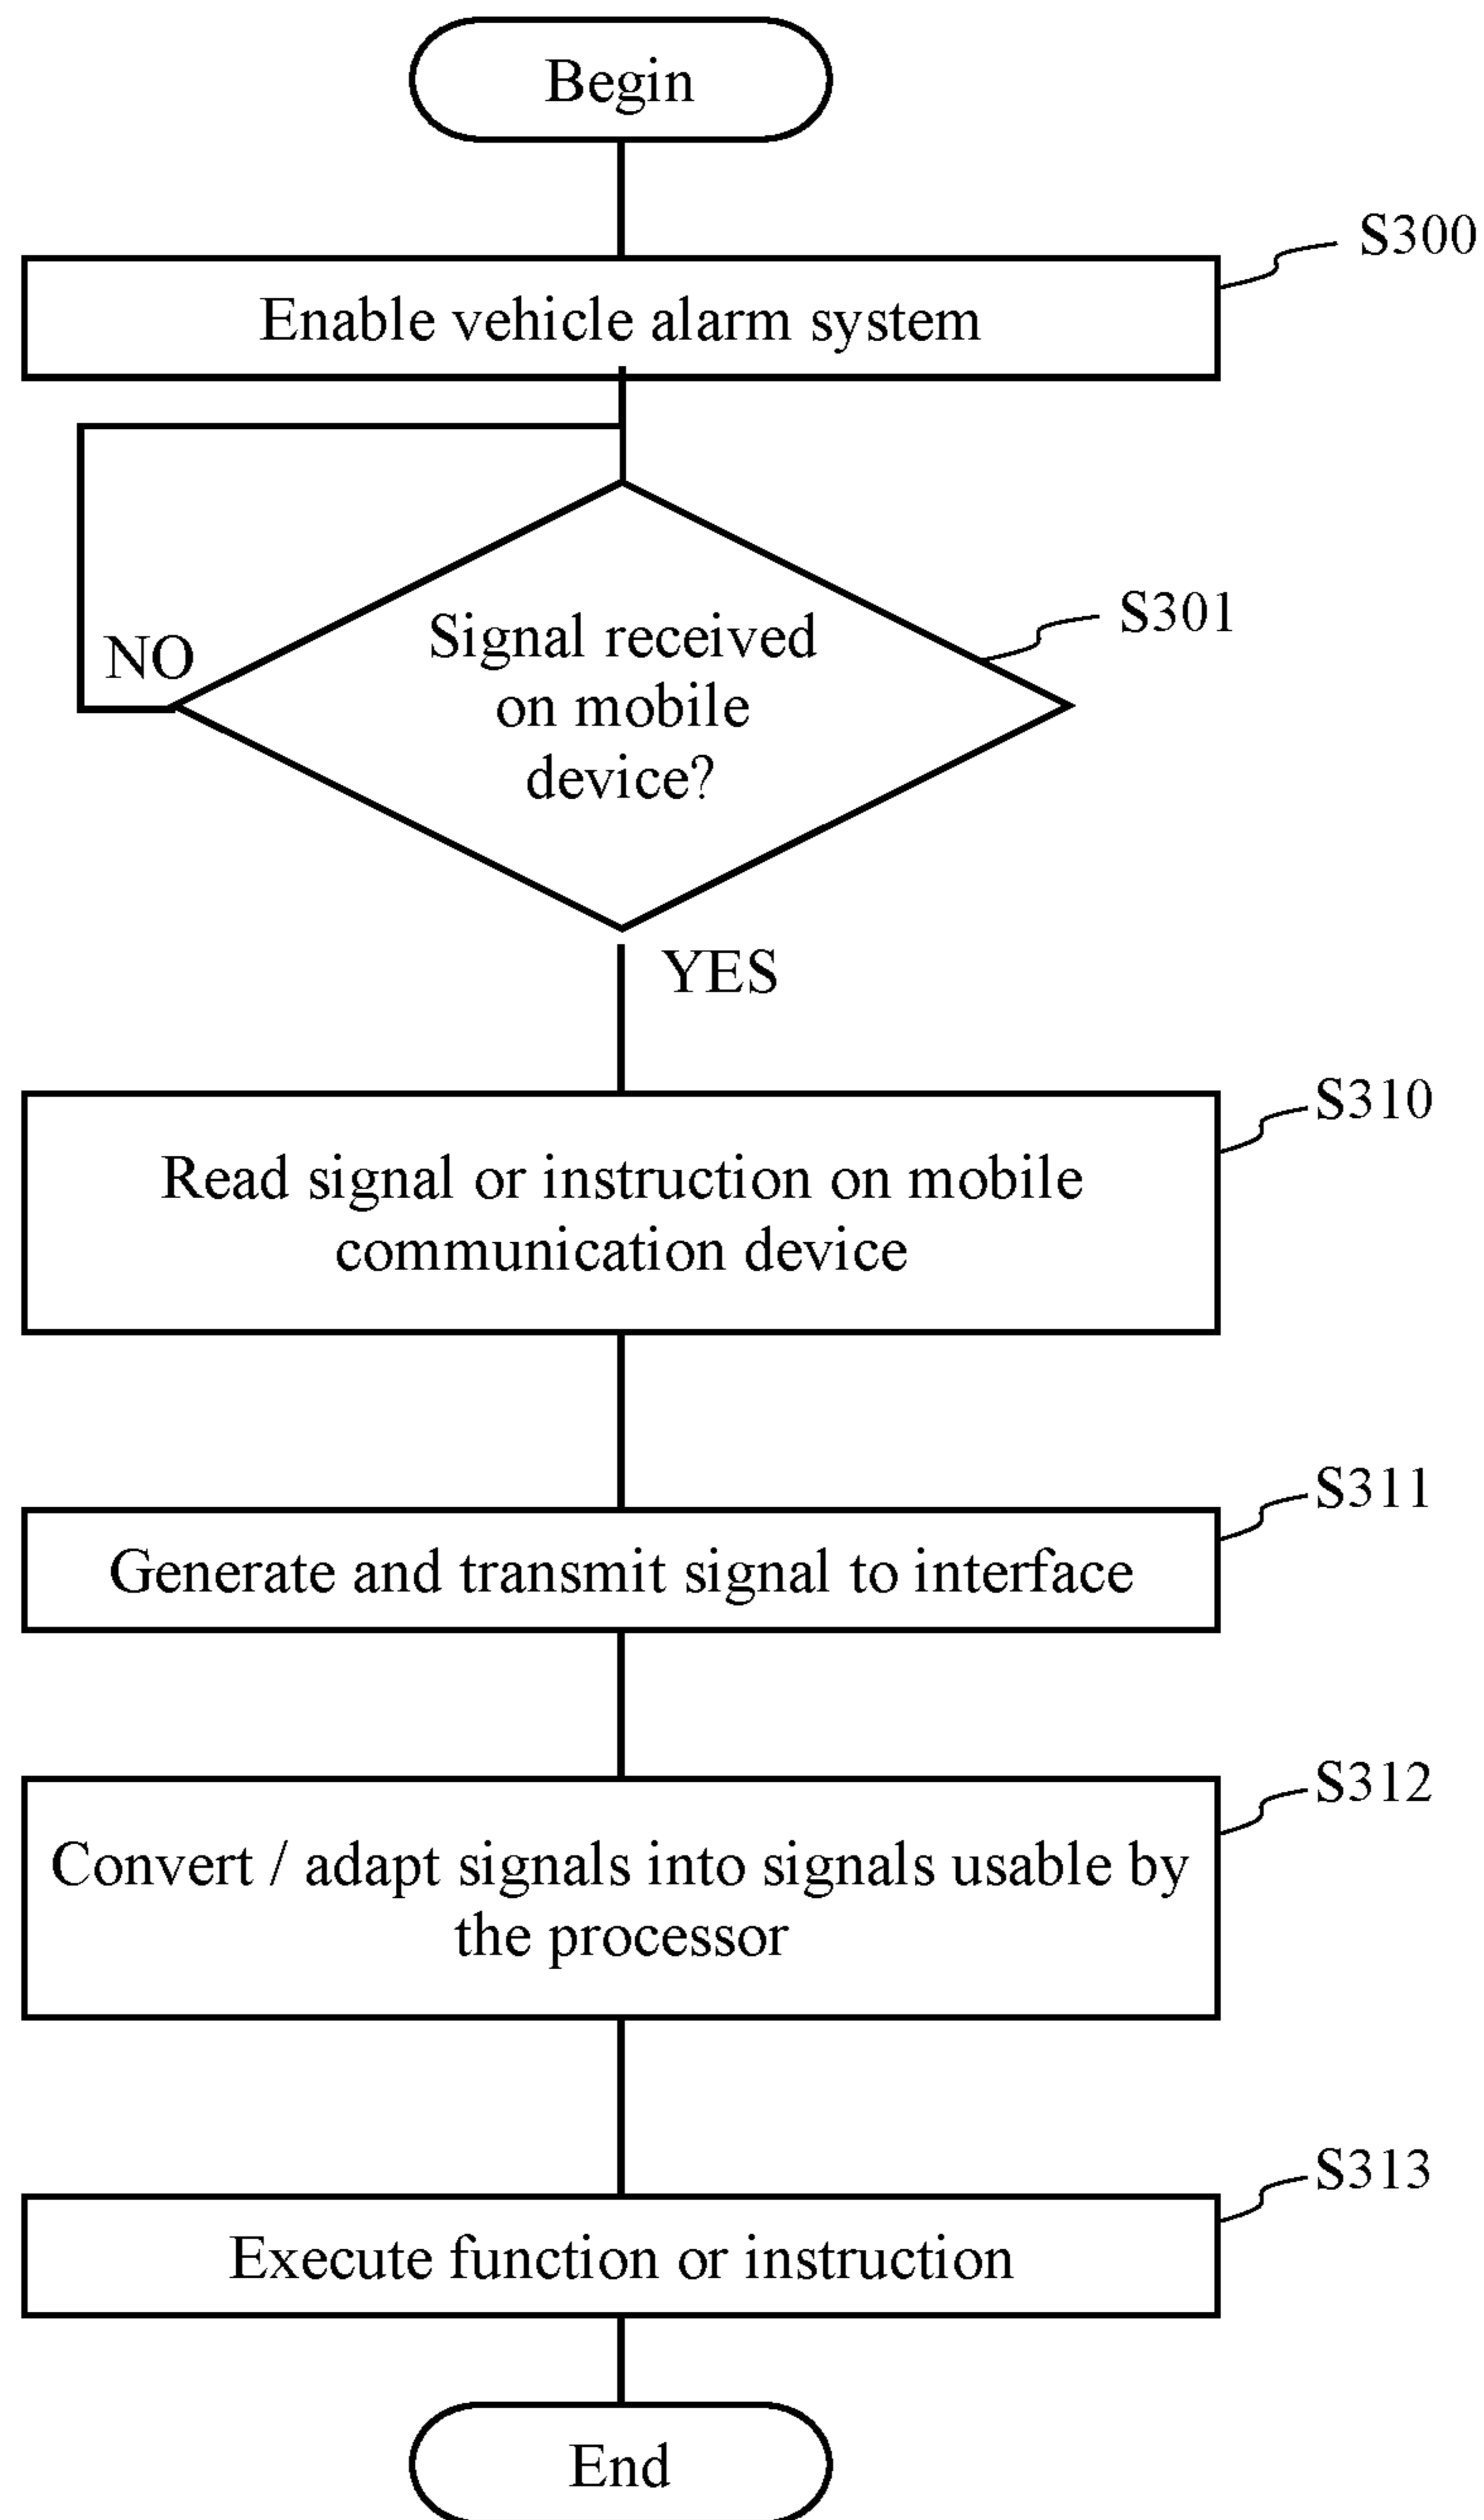 Begin
S300
Enable vehicle alarm system
S301
Signal received
on mobile
device?
NO
YES
S310
Read signal or instruction on mobile
communication device
S311
Generate and transmit signal to interface
S312
Convert / adapt signals into signals usable by
the processor
S313
Execute function or instruction
End